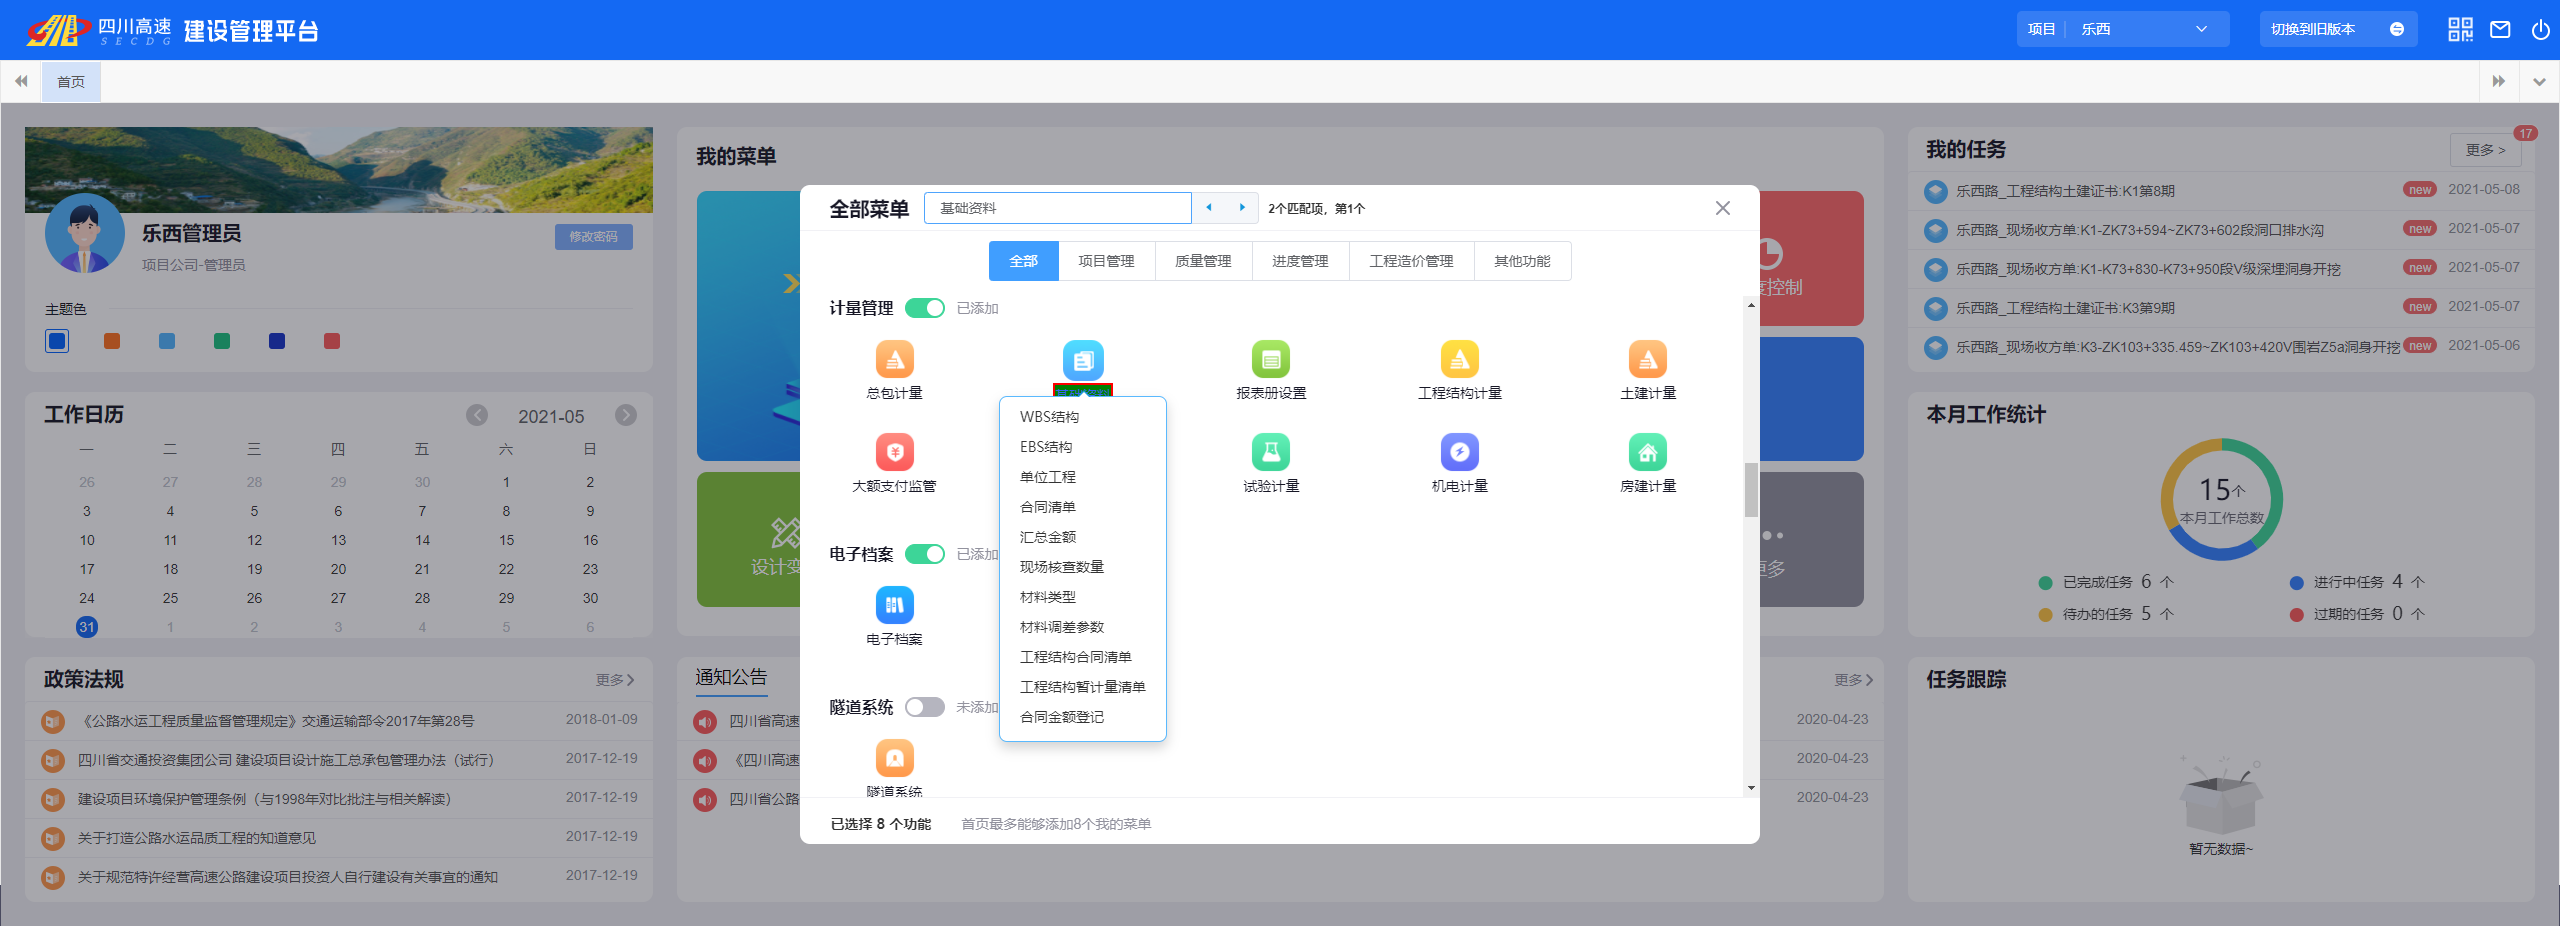 四川高速 SECDG 建设管理平台
项目 乐西
切换到旧版本
首页
乐西管理员
修改密码
项目公司-管理员
主题色
工作日历
2021-05
一 二 三 四 五 六 日
26 27 28 29 30 1 2
3 4 5 6 7 8 9
10 11 12 13 14 15 16
17 18 19 20 21 22 23
24 25 26 27 28 29 30
31 1 2 3 4 5 6
政策法规
更多
《公路水运工程质量监督管理规定》交通运输部令2017年第28号 2018-01-09
四川省交通投资集团公司 建设项目设计施工总承包管理办法（试行） 2017-12-19
建设项目环境保护管理条例（与1998年对比批注与相关解读） 2017-12-19
关于打造公路水运品质工程的知道意见 2017-12-19
关于规范特许经营高速公路建设项目投资人自行建设有关事宜的通知 2017-12-19
我的菜单
度控制
设计变
更多
通知公告
更多
四川省高速 2020-04-23
《四川高速 2020-04-23
四川省公路 2020-04-23
全部菜单
基础资料
2个匹配项，第1个
全部 项目管理 质量管理 进度管理 工程造价管理 其他功能
计量管理 已添加
总包计量
报表册设置
工程结构计量
土建计量
大额支付监管
试验计量
机电计量
房建计量
WBS结构
EBS结构
单位工程
合同清单
汇总金额
现场核查数量
材料类型
材料调差参数
工程结构合同清单
工程结构暂计量清单
合同金额登记
电子档案 已添加
电子档案
隧道系统 未添加
隧道系统
已选择 8 个功能
首页最多能够添加8个我的菜单
我的任务
更多 >
17
乐西路_工程结构土建证书:K1第8期 new 2021-05-08
乐西路_现场收方单:K1-ZK73+594~ZK73+602段洞口排水沟 new 2021-05-07
乐西路_现场收方单:K1-K73+830-K73+950段V级深埋洞身开挖 new 2021-05-07
乐西路_工程结构土建证书:K3第9期 new 2021-05-07
乐西路_现场收方单:K3-ZK103+335.459~ZK103+420V围岩Z5a洞身开挖 new 2021-05-06
本月工作统计
15个
本月工作总数
已完成任务 6 个
进行中任务 4 个
待办的任务 5 个
过期的任务 0 个
任务跟踪
暂无数据~